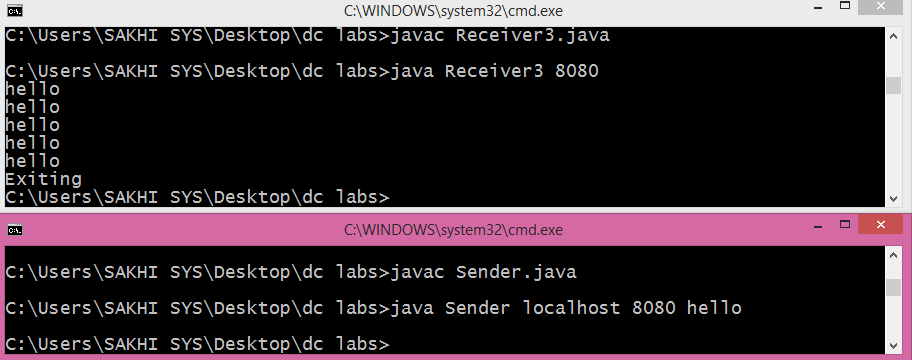 C:\WINDOWS\system32\cmd.exe
C:\Users\SAKHI SYS\Desktop\dc labs>javac Receiver3.java
C:\Users\SAKHI SYS\Desktop\dc labs>java Receiver3 8080
hello
hello
hello
hello
hello
Exiting
C:\Users\SAKHI SYS\Desktop\dc labs>
C:\WINDOWS\system32\cmd.exe
C:\Users\SAKHI SYS\Desktop\dc labs>javac Sender.java
C:\Users\SAKHI SYS\Desktop\dc labs>java Sender localhost 8080 hello
C:\Users\SAKHI SYS\Desktop\dc labs>